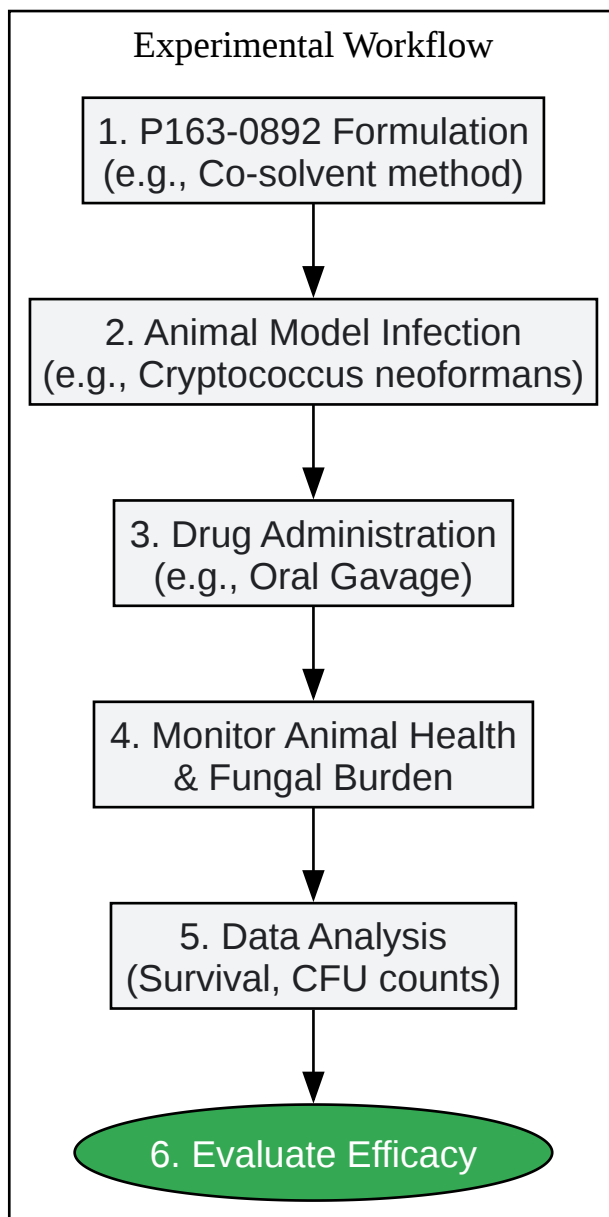 Experimental Workflow
1. P163-0892 Formulation
(e.g., Co-solvent method)
2. Animal Model Infection
(e.g., Cryptococcus neoformans)
3. Drug Administration
(e.g., Oral Gavage)
4. Monitor Animal Health
& Fungal Burden
5. Data Analysis
(Survival, CFU counts)
6. Evaluate Efficacy